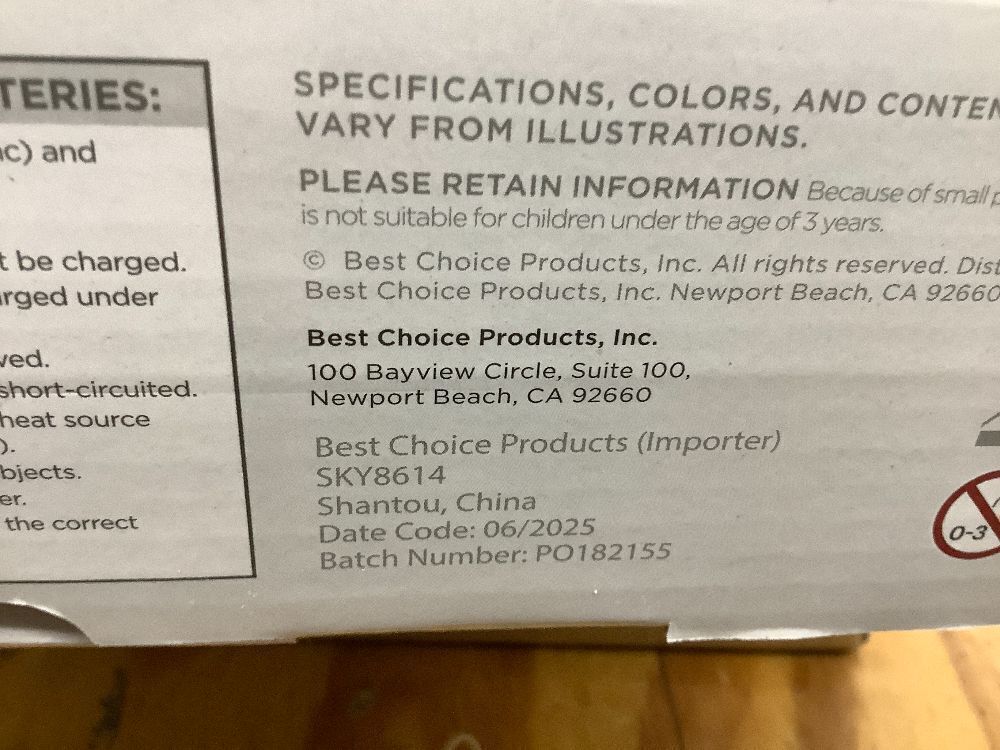 TERIES:
c) and
t be charged.
rged under
ved.
short-circuited.
heat source
).
bjects.
er.
the correct
SPECIFICATIONS, COLORS, AND CONTEN
VARY FROM ILLUSTRATIONS.
PLEASE RETAIN INFORMATION Because of small p
is not suitable for children under the age of 3 years.
© Best Choice Products, Inc. All rights reserved. Dist
Best Choice Products, Inc. Newport Beach, CA 92660
Best Choice Products, Inc.
100 Bayview Circle, Suite 100,
Newport Beach, CA 92660
Best Choice Products (Importer)
SKY8614
Shantou, China
Date Code: 06/2025
Batch Number: PO182155
0-3